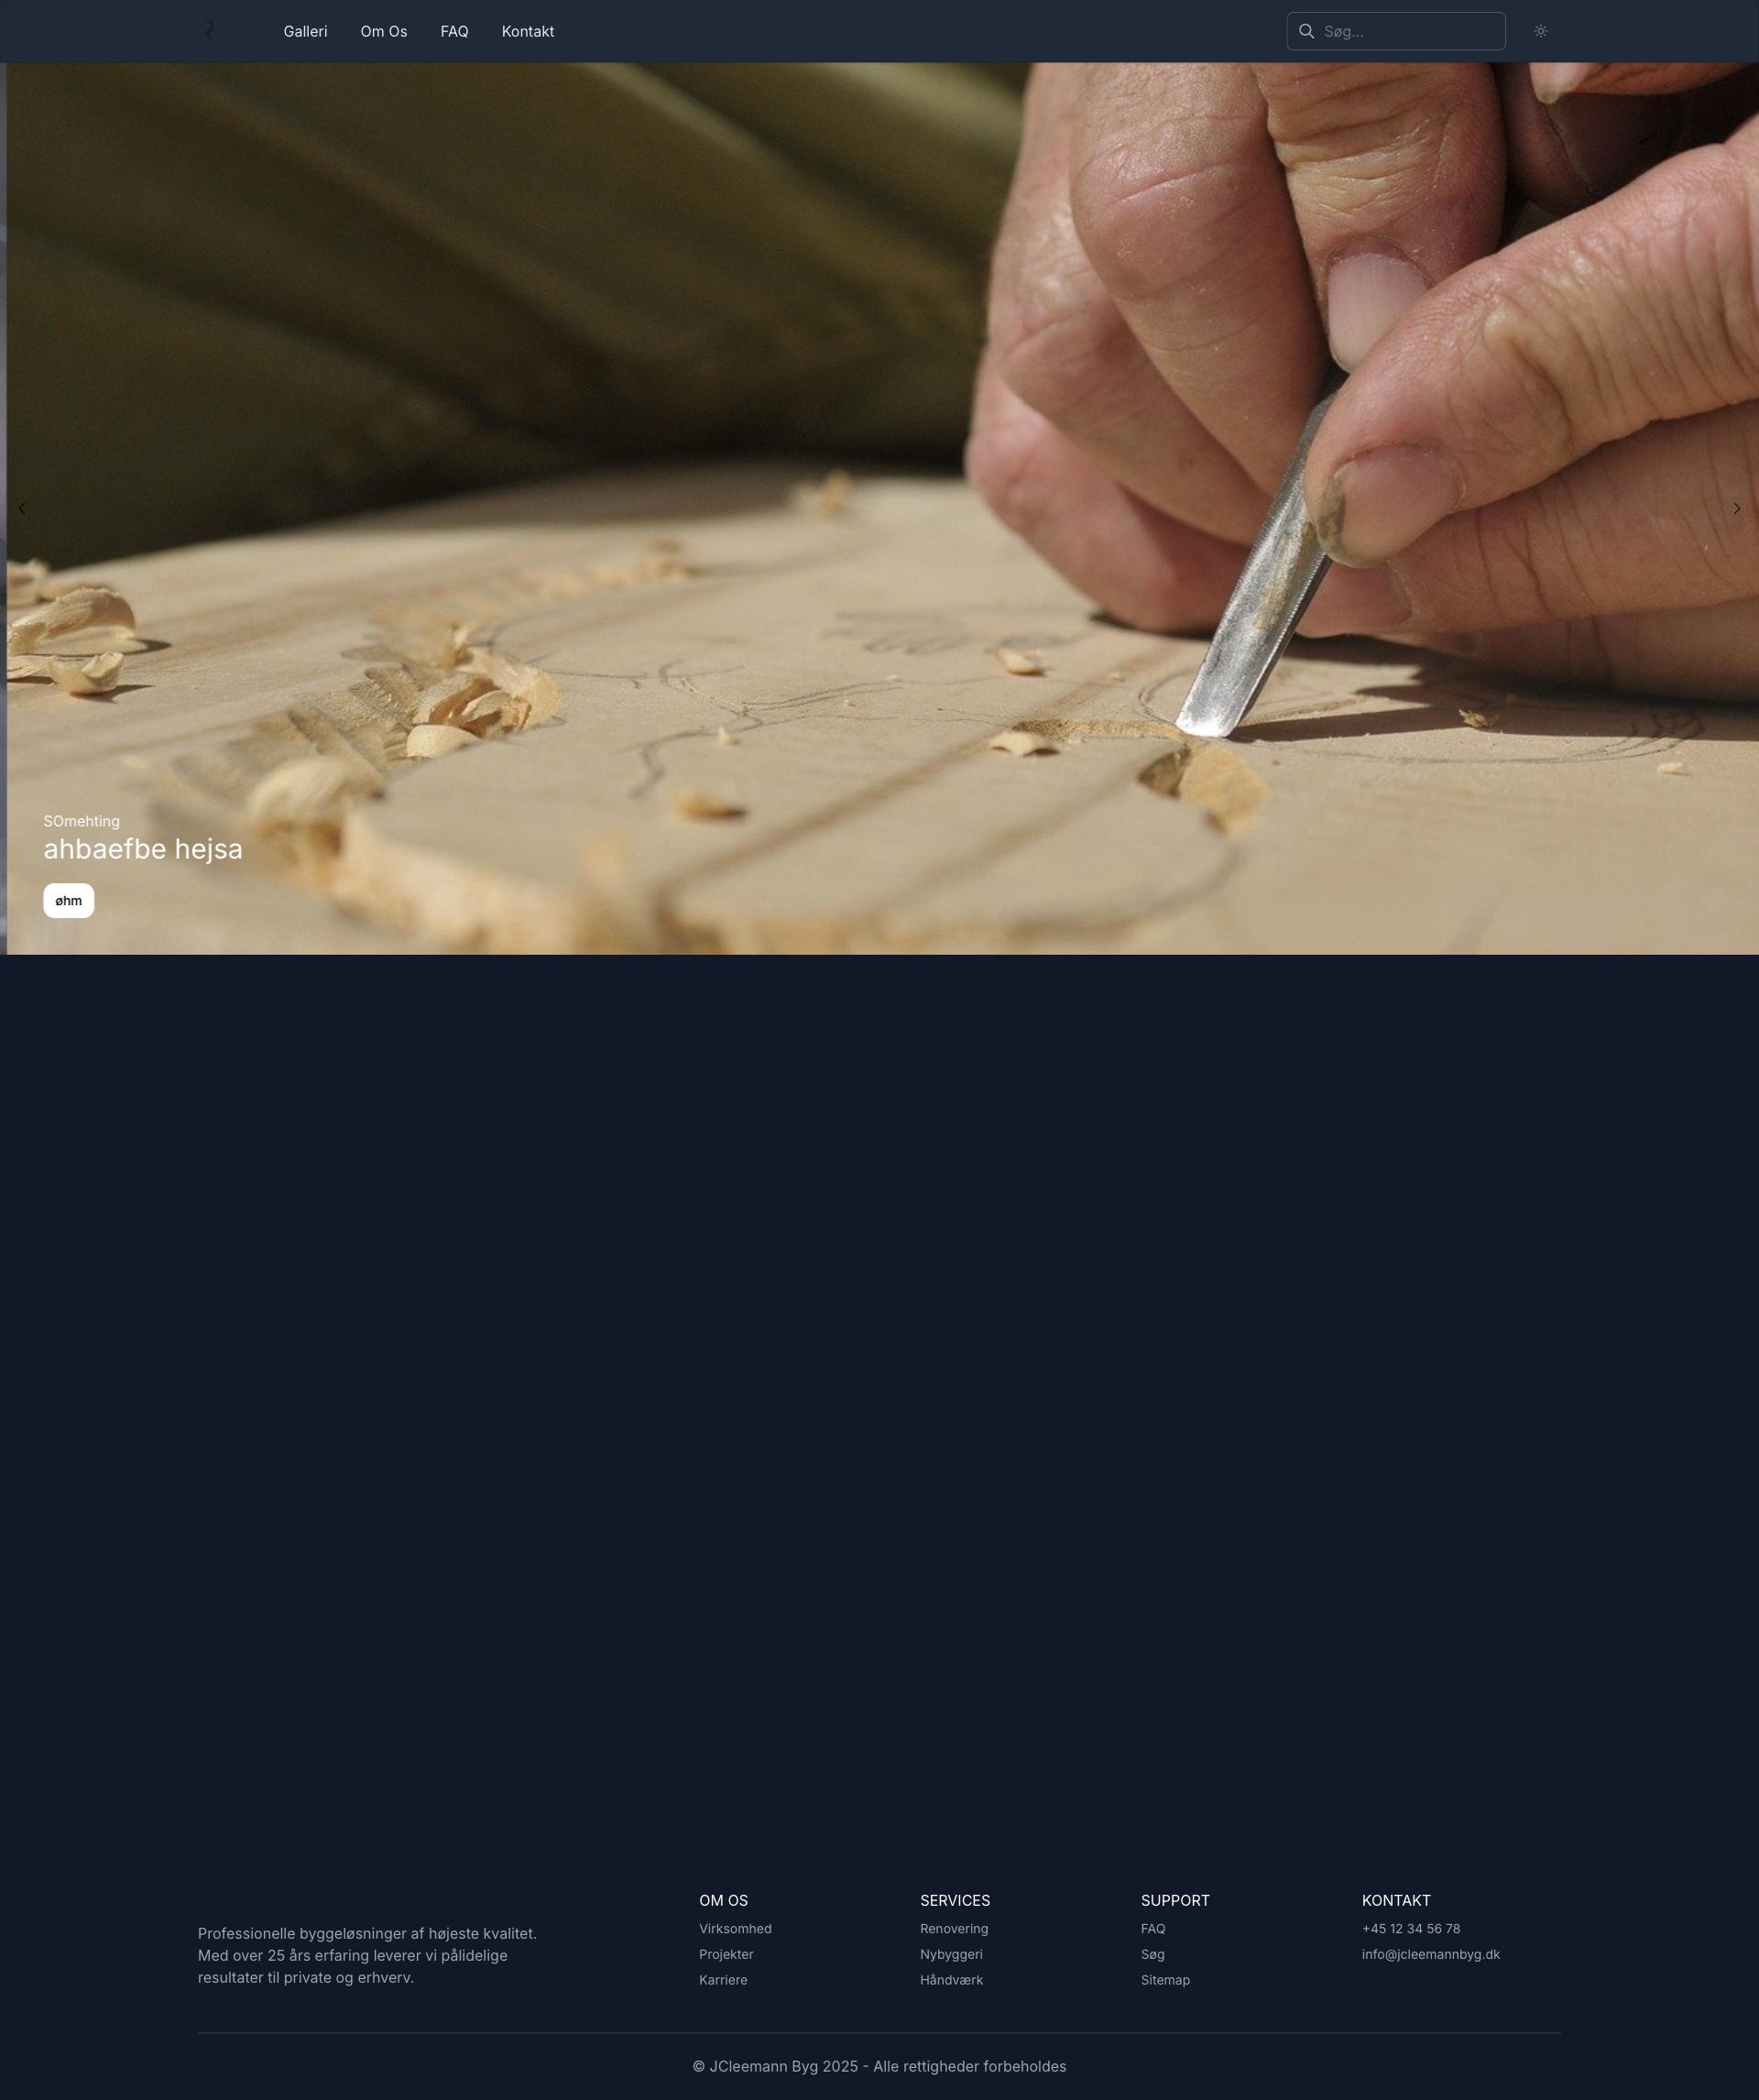 Galleri
Om Os
FAQ
Kontakt
Søg...
SOmehting
ahbaefbe hejsa
øhm
Professionelle byggeløsninger af højeste kvalitet.
Med over 25 års erfaring leverer vi pålidelige
resultater til private og erhverv.
OM OS
Virksomhed
Projekter
Karriere
SERVICES
Renovering
Nybyggeri
Håndværk
SUPPORT
FAQ
Søg
Sitemap
KONTAKT
+45 12 34 56 78
info@jcleemannbyg.dk
© JCleemann Byg 2025 - Alle rettigheder forbeholdes